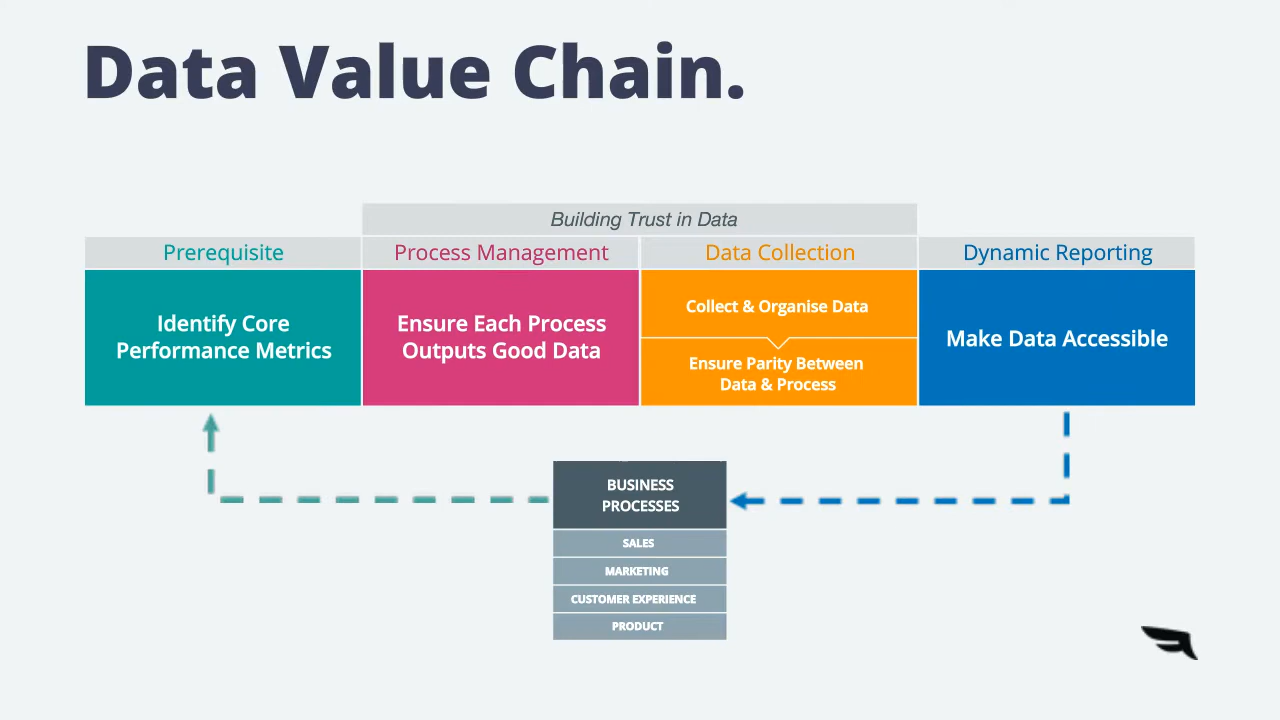 Data Value Chain.
Building Trust in Data
Prerequisite
Process Management
Data Collection
Dynamic Reporting
Identify Core
Performance Metrics
Ensure Each Process
Outputs Good Data
Collect & Organise Data
Ensure Parity Between
Data & Process
Make Data Accessible
BUSINESS
PROCESSES
SALES
MARKETING
CUSTOMER EXPERIENCE
PRODUCT